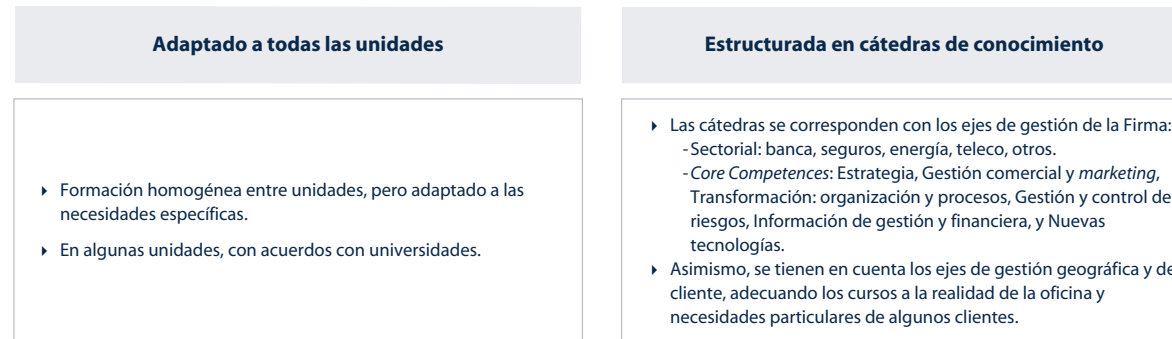 Adaptado a todas las unidades
▸ Formación homogénea entre unidades, pero adaptado a las
necesidades específicas.
▸ En algunas unidades, con acuerdos con universidades.
Estructurada en cátedras de conocimiento
▸ Las cátedras se corresponden con los ejes de gestión de la Firma:
- Sectorial: banca, seguros, energía, teleco, otros.
- Core Competences: Estrategia, Gestión comercial y marketing,
Transformación: organización y procesos, Gestión y control de
riesgos, Información de gestión y financiera, y Nuevas
tecnologías.
▸ Asimismo, se tienen en cuenta los ejes de gestión geográfica y de
cliente, adecuando los cursos a la realidad de la oficina y
necesidades particulares de algunos clientes.